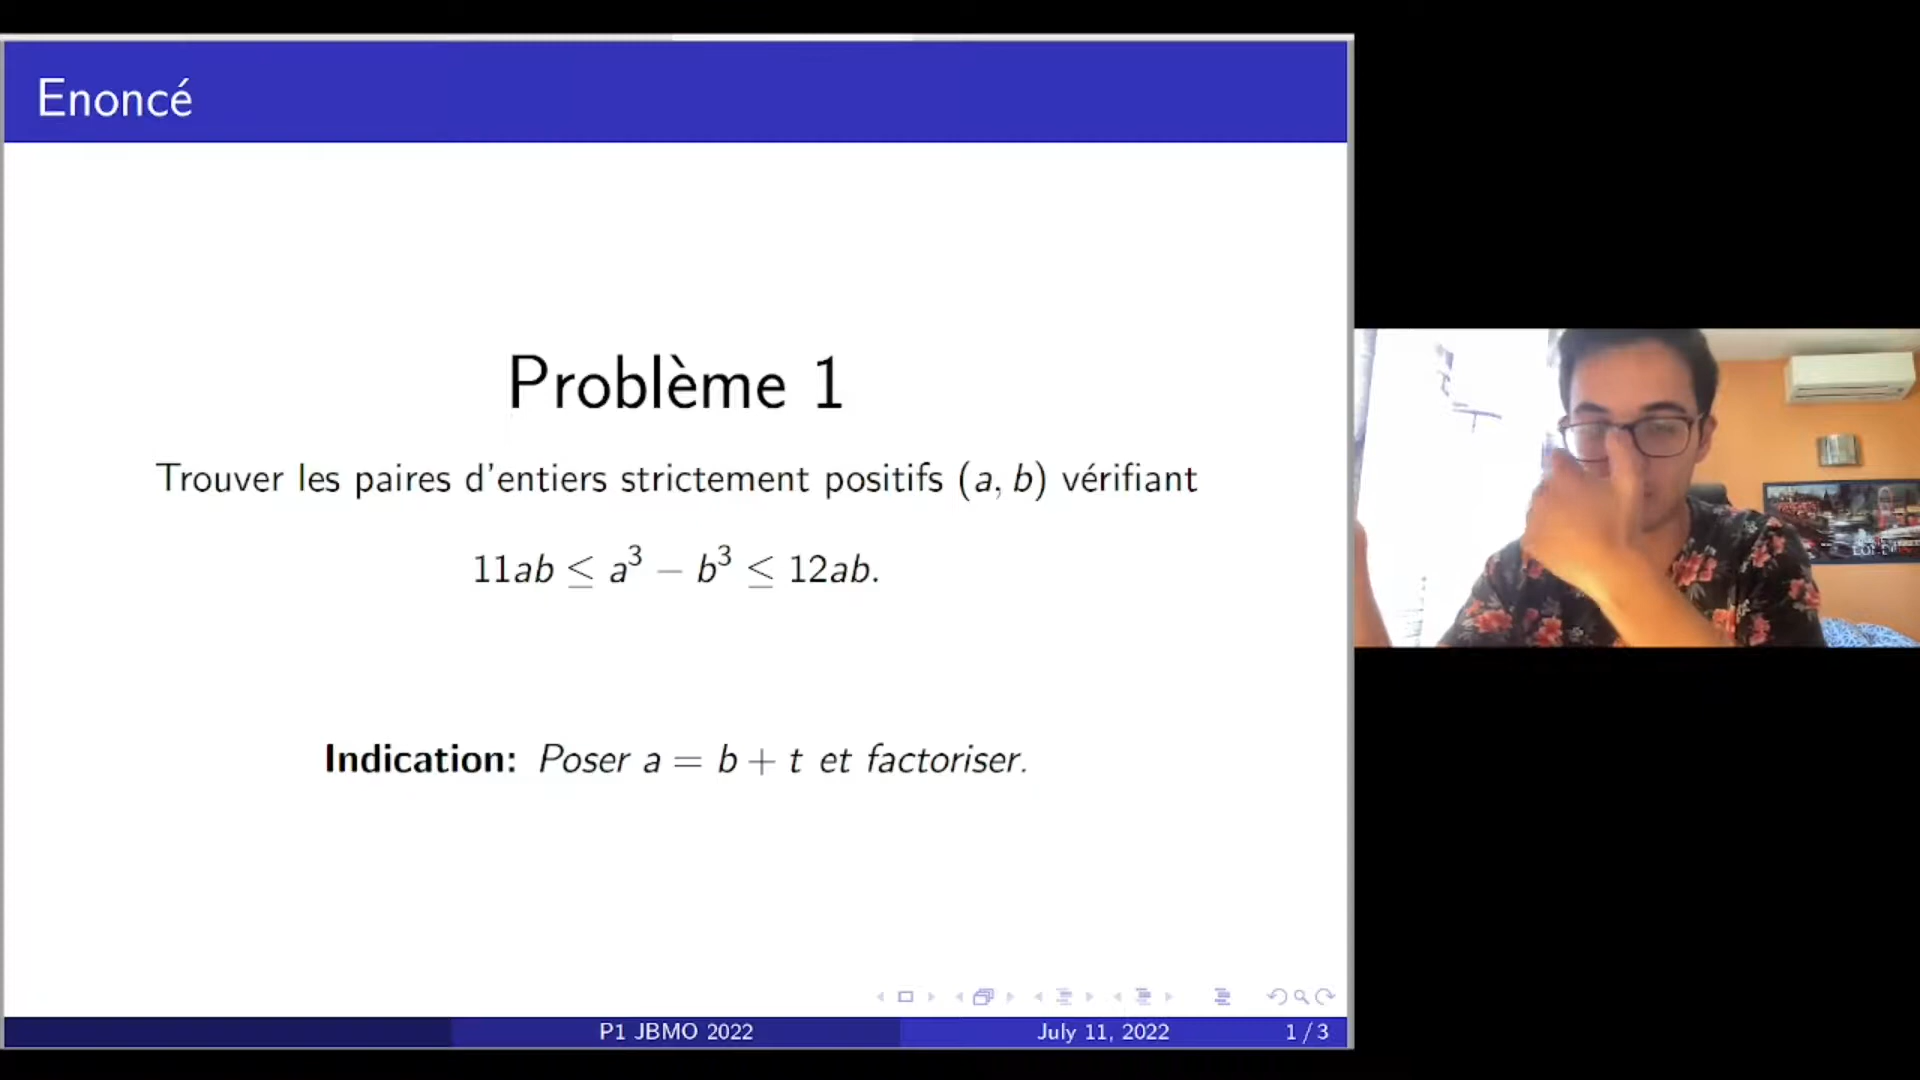 Enoncé
Problème 1
Trouver les paires d'entiers strictement positifs (a, b) vérifiant
11ab ≤ a³ − b³ ≤ 12ab.
Indication: Poser a = b + t et factoriser.
P1 JBMO 2022 July 11, 2022 1 / 3